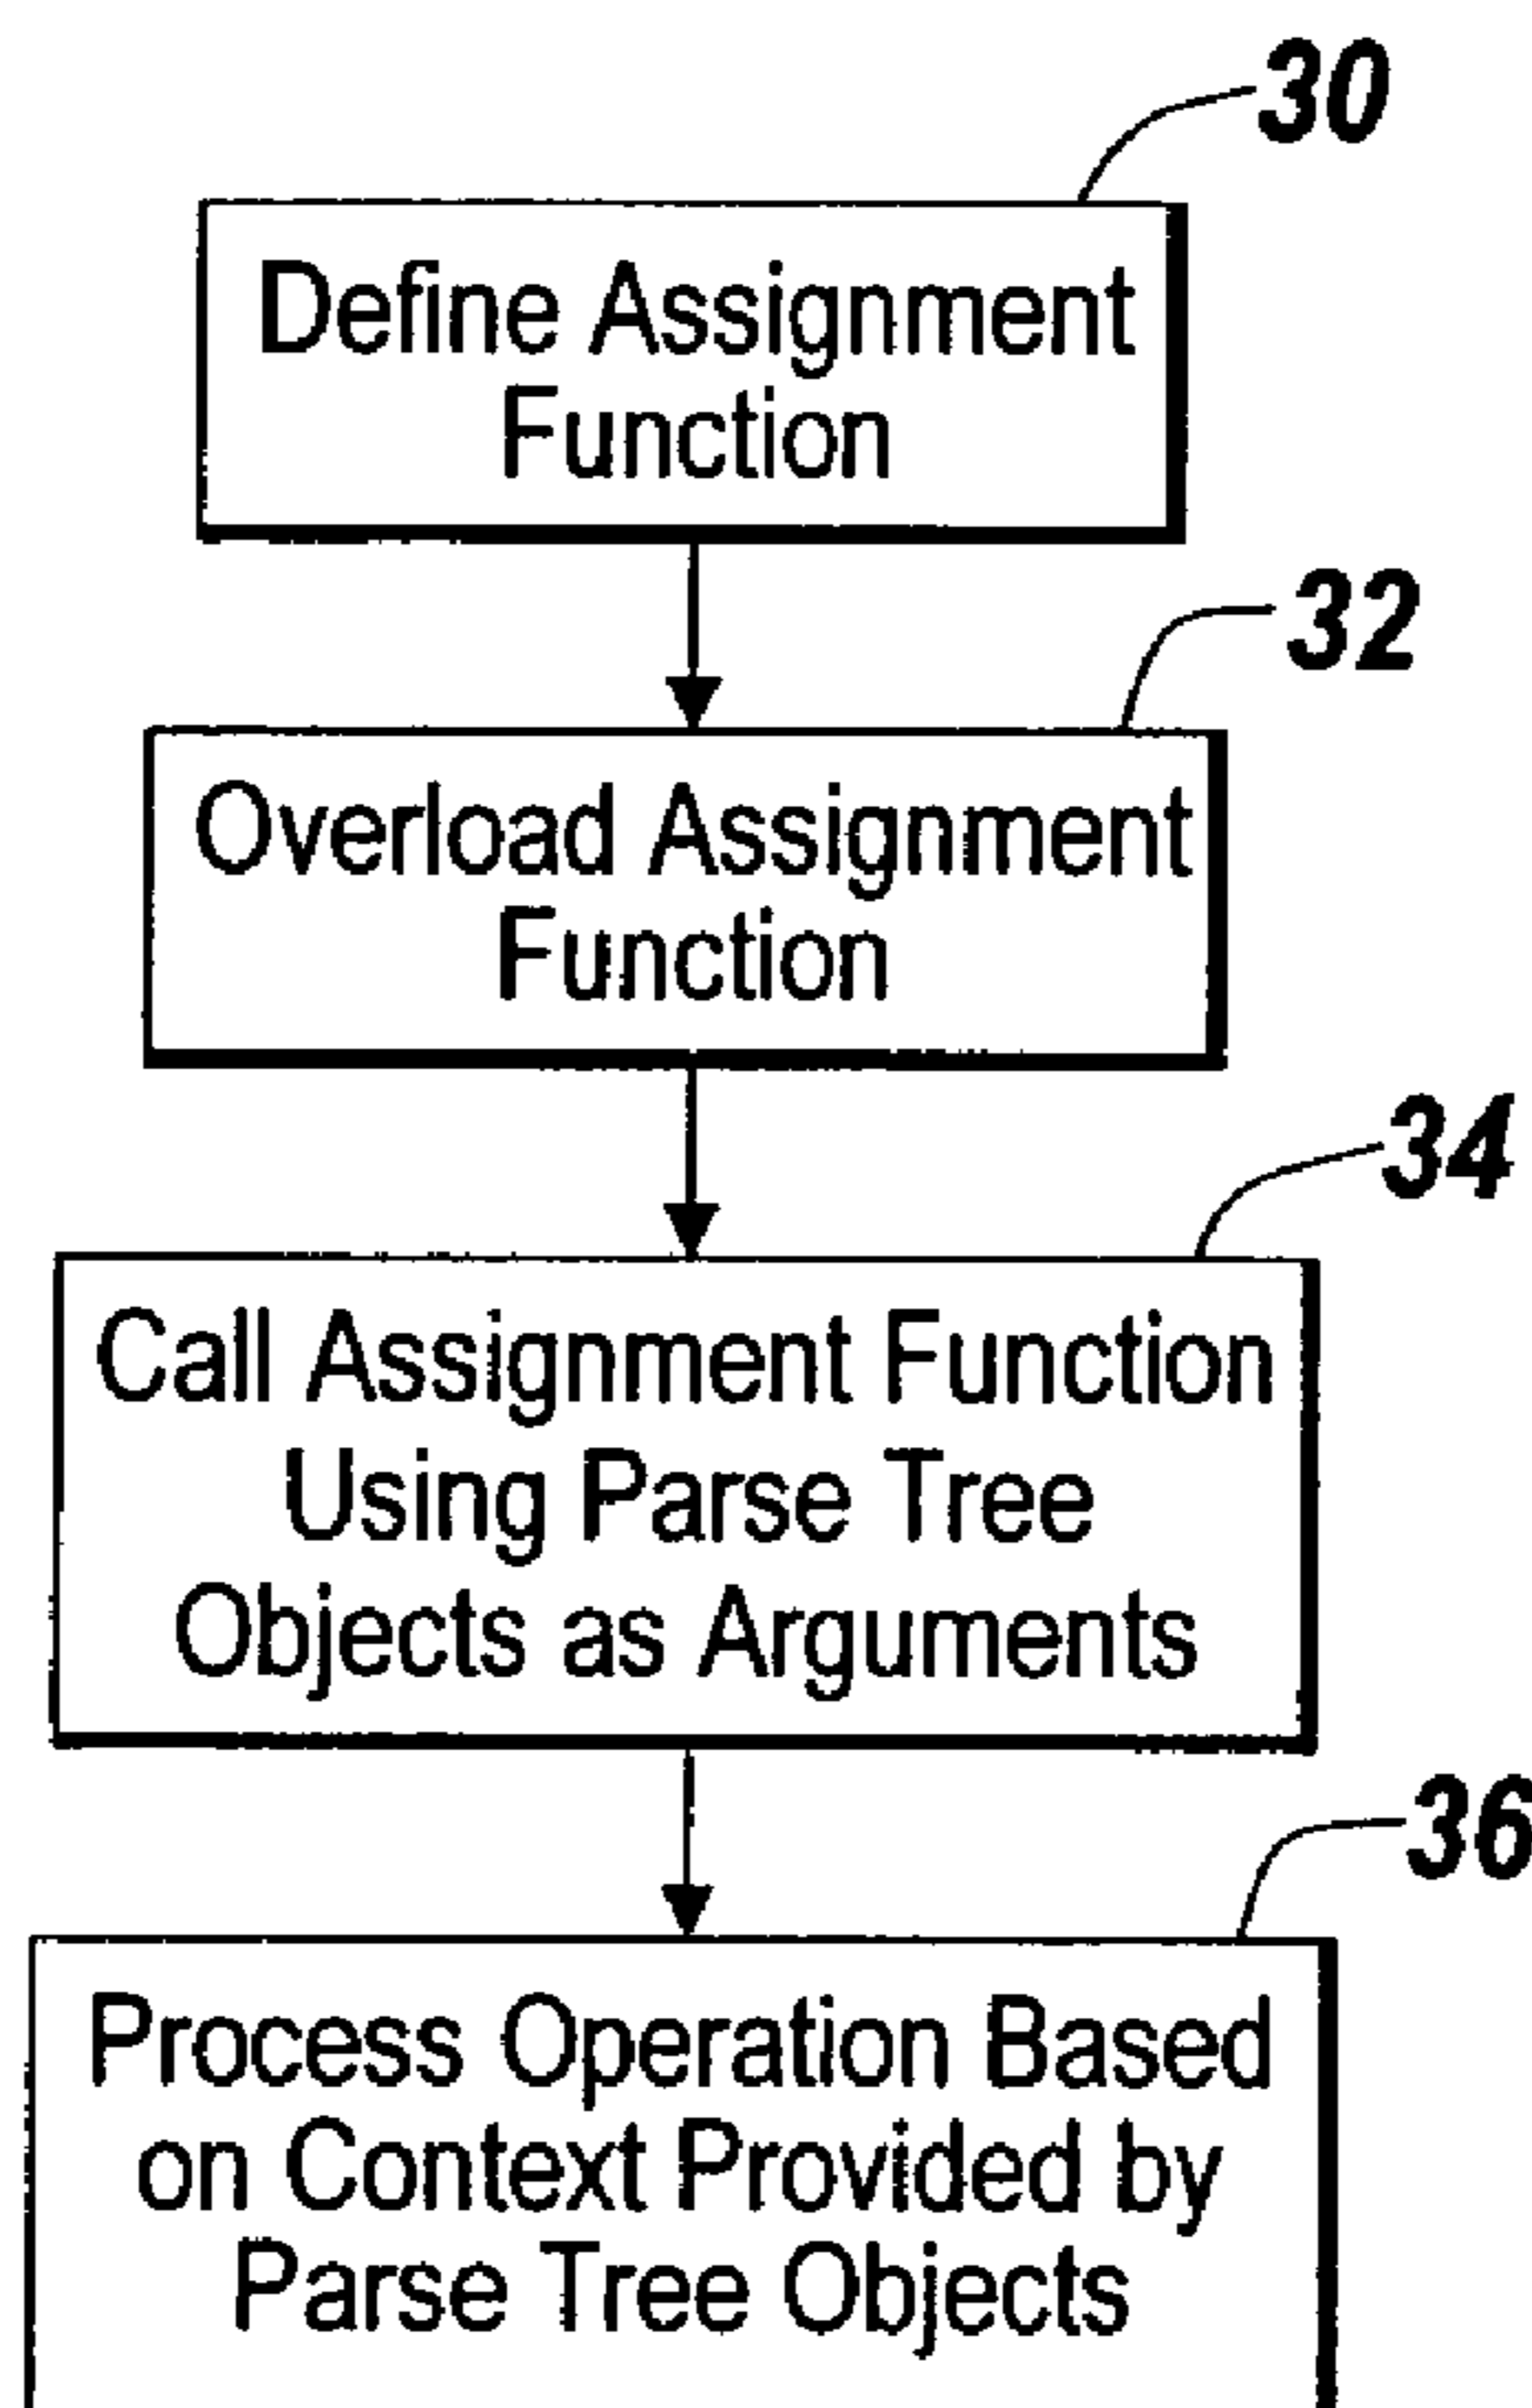 30
Define Assignment
Function
32
Overload Assignment
Function
34
Call Assignment Function
Using Parse Tree
Objects as Arguments
36
Process Operation Based
on Context Provided by
Parse Tree Objects